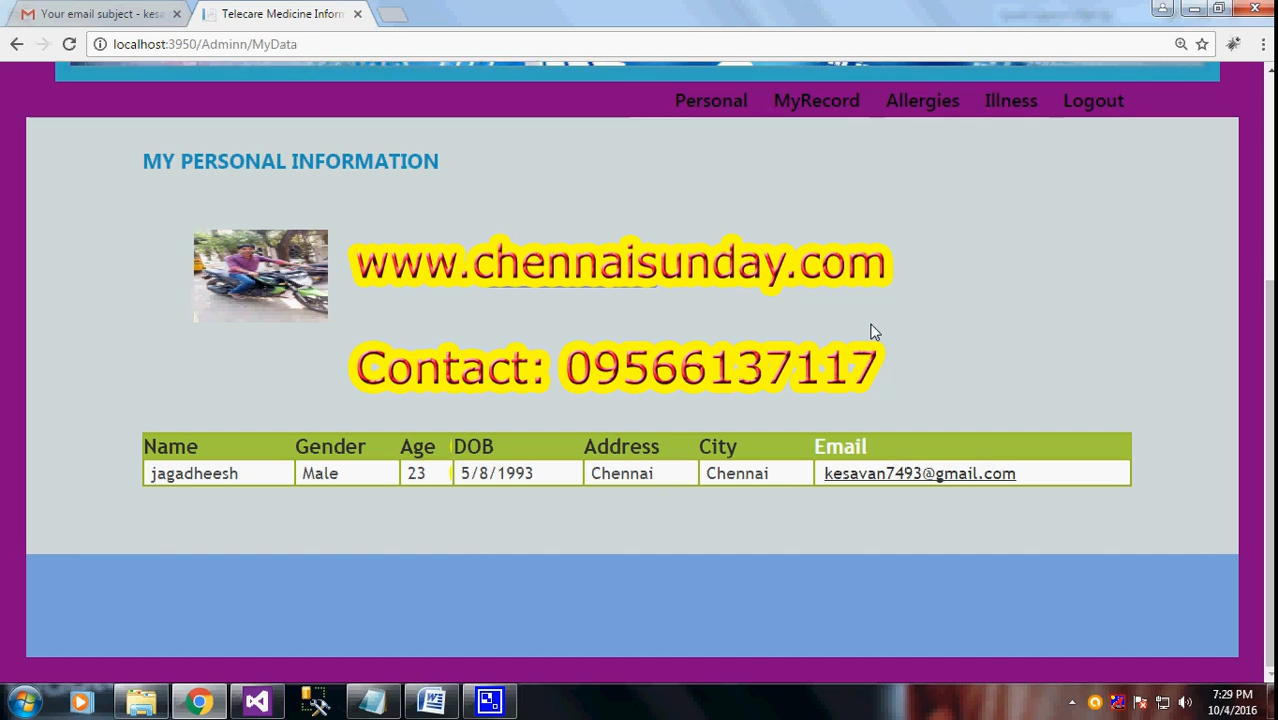 Your email subject - kesa
Telecare Medicine Inform
localhost:3950/Adminn/MyData
Personal MyRecord Allergies Illness Logout
MY PERSONAL INFORMATION
www.chennaisunday.com
Contact: 09566137117
Name Gender Age DOB Address City Email
jagadheesh Male 23 5/8/1993 Chennai Chennai kesavan7493@gmail.com
7:29 PM
10/4/2016